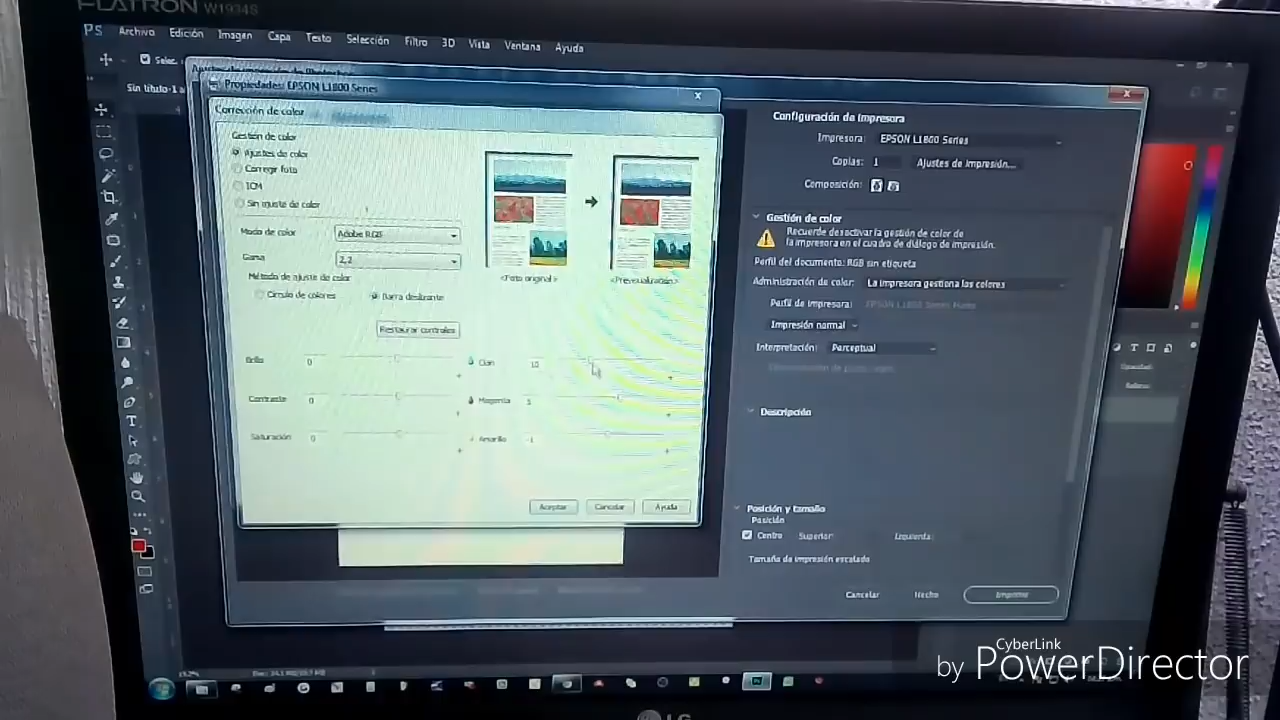 FLATRON W1934S
Ps Archivo Edición Imagen Capa Texto Selección Filtro 3D Vista Ventana Ayuda
Selec.
Sin título-1
Propiedades: EPSON L1800 Series
Corrección de color
Gestión de color
Ajustes de color
Corregir foto
ICM
Sin ajuste de color
Modo de color
Adobe RGB
Gama
2,2
Método de ajuste de color
Círculo de colores
Barra deslizante
Restaurar controles
<Foto original>
<Previsualización>
Brillo 0
Cian
Contraste 0
Magenta
Saturación 0
Amarillo -1
Aceptar Cancelar Ayuda
Configuración de impresora
Impresora: EPSON L1800 Series
Copias: 1 Ajustes de impresión...
Composición:
Gestión de color
Recuerde desactivar la gestión de color de
la impresora en el cuadro de diálogo de impresión.
Perfil del documento: RGB sin etiqueta
Administración de color: La impresora gestiona los colores
Perfil de impresora:
Impresión normal
Interpretación: Perceptual
Descripción
Posición y tamaño
Posición
Centro Superior: Izquierda:
Tamaño de impresión escalado
Cancelar Hecho Imprimir
LG
CyberLink
by PowerDirector